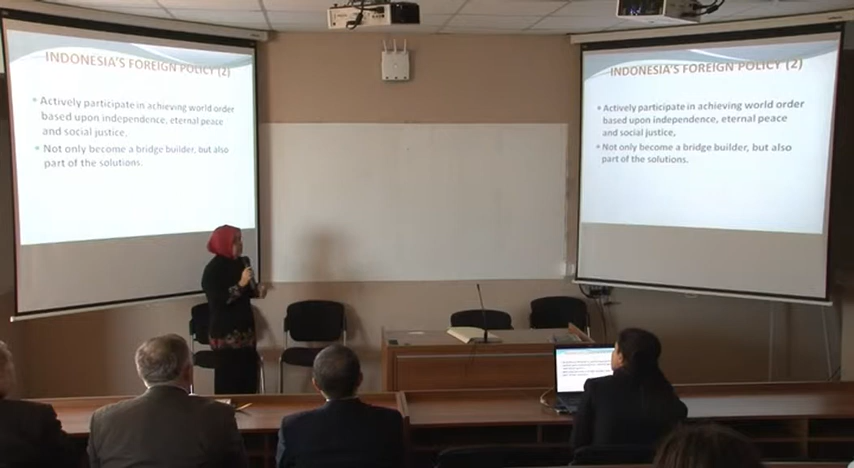 INDONESIA'S FOREIGN POLICY (2)
Actively participate in achieving world order
based upon independence, eternal peace
and social justice,
Not only become a bridge builder, but also
part of the solutions.
INDONESIA'S FOREIGN POLICY (2)
Actively participate in achieving world order
based upon independence, eternal peace
and social justice,
Not only become a bridge builder, but also
part of the solutions.